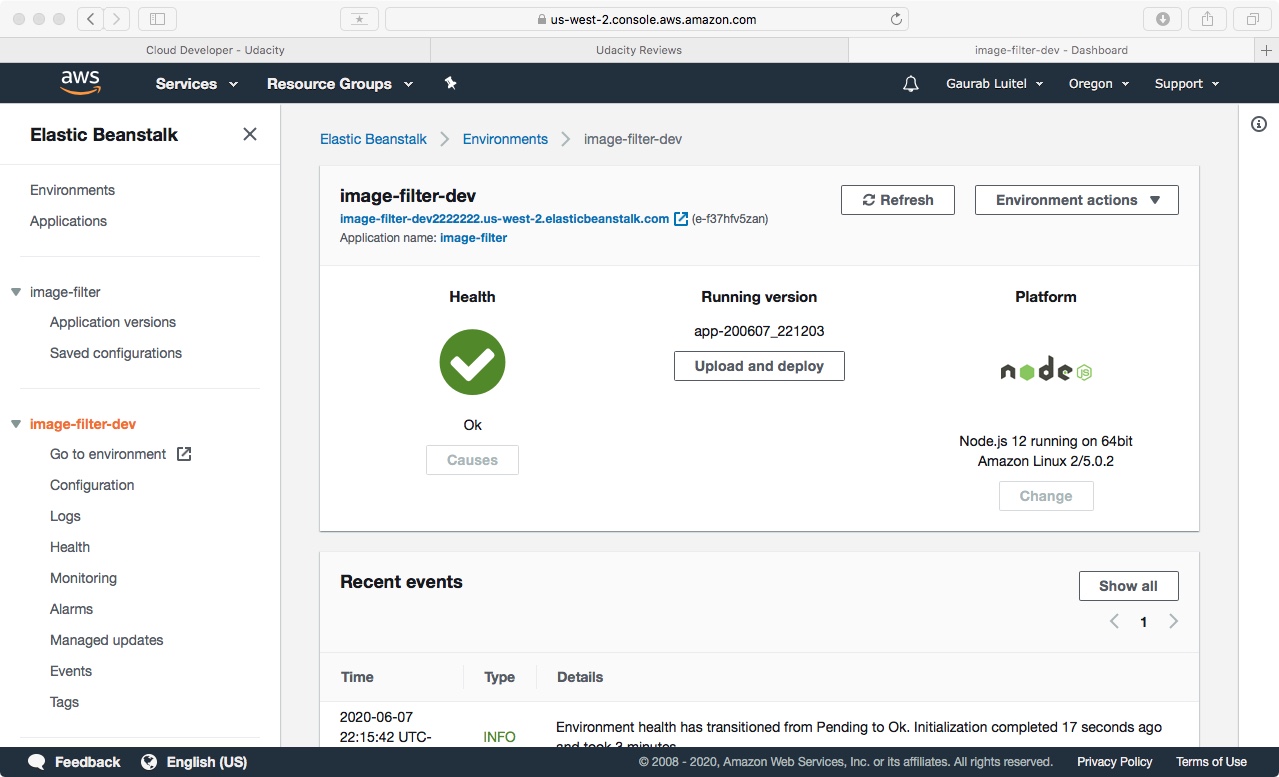 us-west-2.console.aws.amazon.com
Cloud Developer - Udacity
Udacity Reviews
image-filter-dev - Dashboard
aws
Services
Resource Groups
Gaurab Luitel
Oregon
Support
Elastic Beanstalk
Environments
Applications
image-filter
Application versions
Saved configurations
image-filter-dev
Go to environment
Configuration
Logs
Health
Monitoring
Alarms
Managed updates
Events
Tags
Elastic Beanstalk
Environments
image-filter-dev
image-filter-dev
Refresh
Environment actions
image-filter-dev2222222.us-west-2.elasticbeanstalk.com (e-f37hfv5zan)
Application name: image-filter
Health
Ok
Causes
Running version
app-200607_221203
Upload and deploy
Platform
node JS
Node.js 12 running on 64bit
Amazon Linux 2/5.0.2
Change
Recent events
Show all
1
Time
Type
Details
2020-06-07
22:15:42 UTC-
INFO
Environment health has transitioned from Pending to Ok. Initialization completed 17 seconds ago
and took 3 minutes.
Feedback
English (US)
© 2008 - 2020, Amazon Web Services, Inc. or its affiliates. All rights reserved.
Privacy Policy
Terms of Use